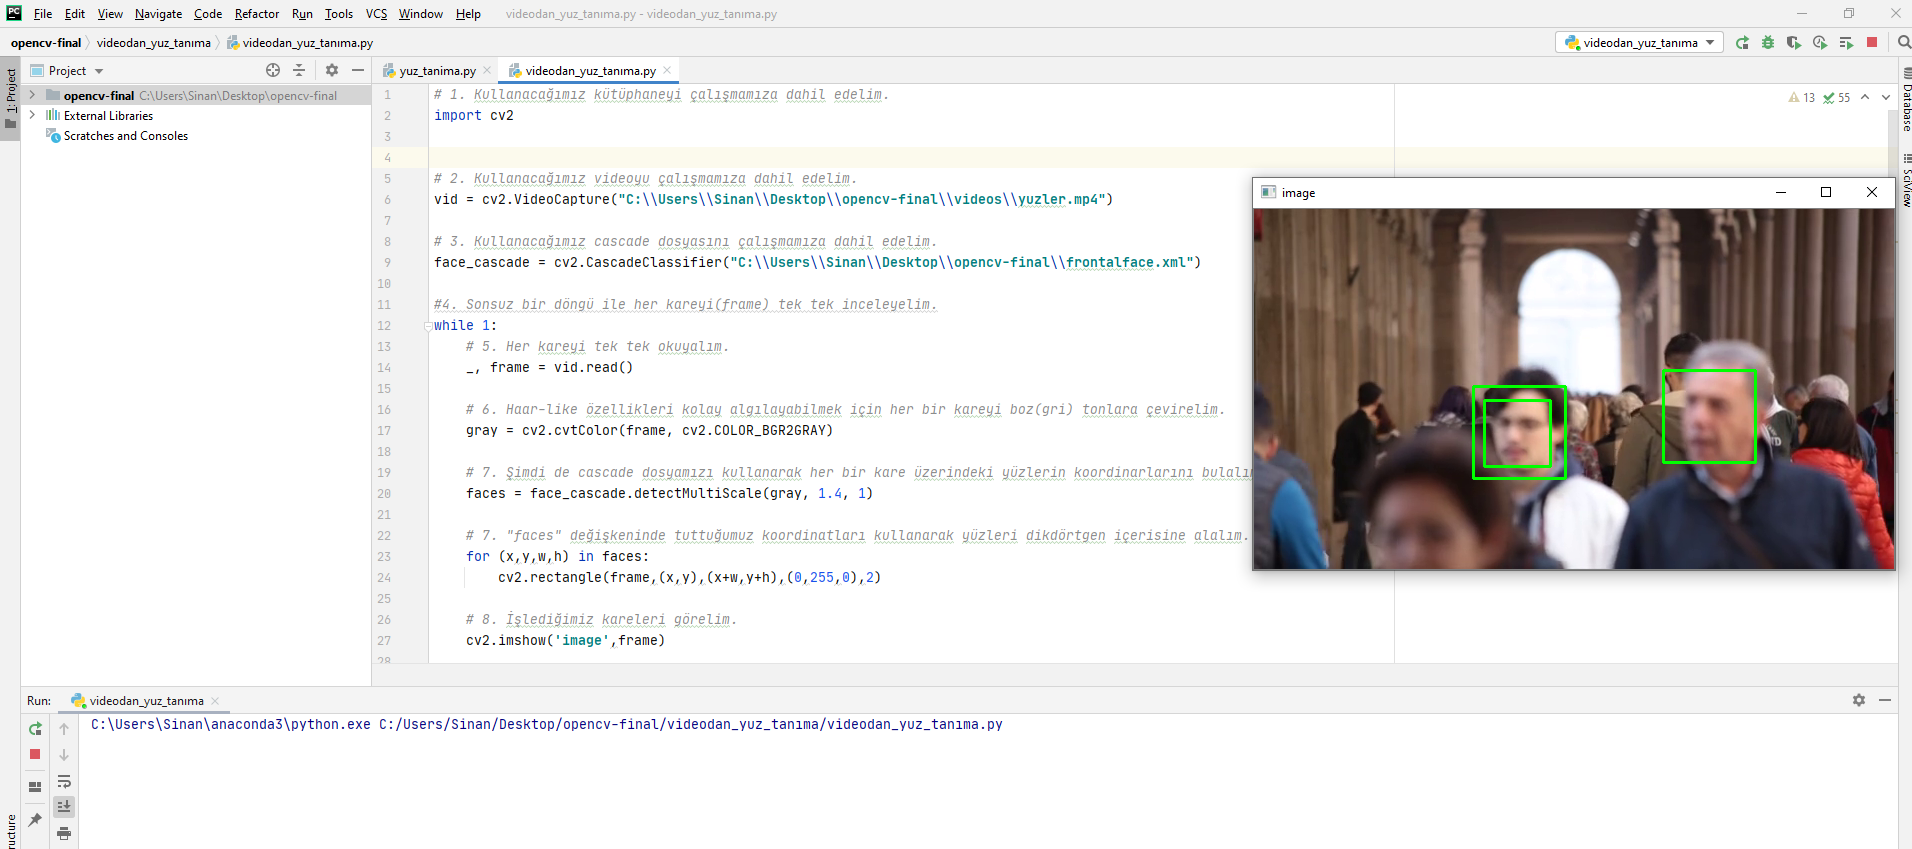 File Edit View Navigate Code Refactor Run Tools VCS Window Help videodan_yuz_tanıma.py - videodan_yuz_tanıma.py
opencv-final videodan_yuz_tanıma videodan_yuz_tanıma.py videodan_yuz_tanıma
1: Project
Project
opencv-final C:\Users\Sinan\Desktop\opencv-final
External Libraries
Scratches and Consoles
yuz_tanima.py videodan_yuz_tanıma.py
13 55
1 # 1. Kullanacağımız kütüphaneyi çalışmamıza dahil edelim.
2 import cv2
3
4
5 # 2. Kullanacağımız videoyu çalışmamıza dahil edelim.
6 vid = cv2.VideoCapture("C:\\Users\\Sinan\\Desktop\\opencv-final\\videos\\yuzler.mp4")
7
8 # 3. Kullanacağımız cascade dosyasını çalışmamıza dahil edelim.
9 face_cascade = cv2.CascadeClassifier("C:\\Users\\Sinan\\Desktop\\opencv-final\\frontalface.xml")
10
11 #4. Sonsuz bir döngü ile her kareyi(frame) tek tek inceleyelim.
12 while 1:
13 # 5. Her kareyi tek tek okuyalım.
14 _, frame = vid.read()
15
16 # 6. Haar-like özellikleri kolay algılayabilmek için her bir kareyi boz(gri) tonlara çevirelim.
17 gray = cv2.cvtColor(frame, cv2.COLOR_BGR2GRAY)
18
19 # 7. Şimdi de cascade dosyamızı kullanarak her bir kare üzerindeki yüzlerin koordinarlarını bulalım
20 faces = face_cascade.detectMultiScale(gray, 1.4, 1)
21
22 # 7. "faces" değişkeninde tuttuğumuz koordinatları kullanarak yüzleri dikdörtgen içerisine alalım.
23 for (x,y,w,h) in faces:
24 cv2.rectangle(frame,(x,y),(x+w,y+h),(0,255,0),2)
25
26 # 8. İşlediğimiz kareleri görelim.
27 cv2.imshow('image',frame)
28
image
Database
SciView
Run: videodan_yuz_tanıma
C:\Users\Sinan\anaconda3\python.exe C:/Users/Sinan/Desktop/opencv-final/videodan_yuz_tanıma/videodan_yuz_tanıma.py
ructure